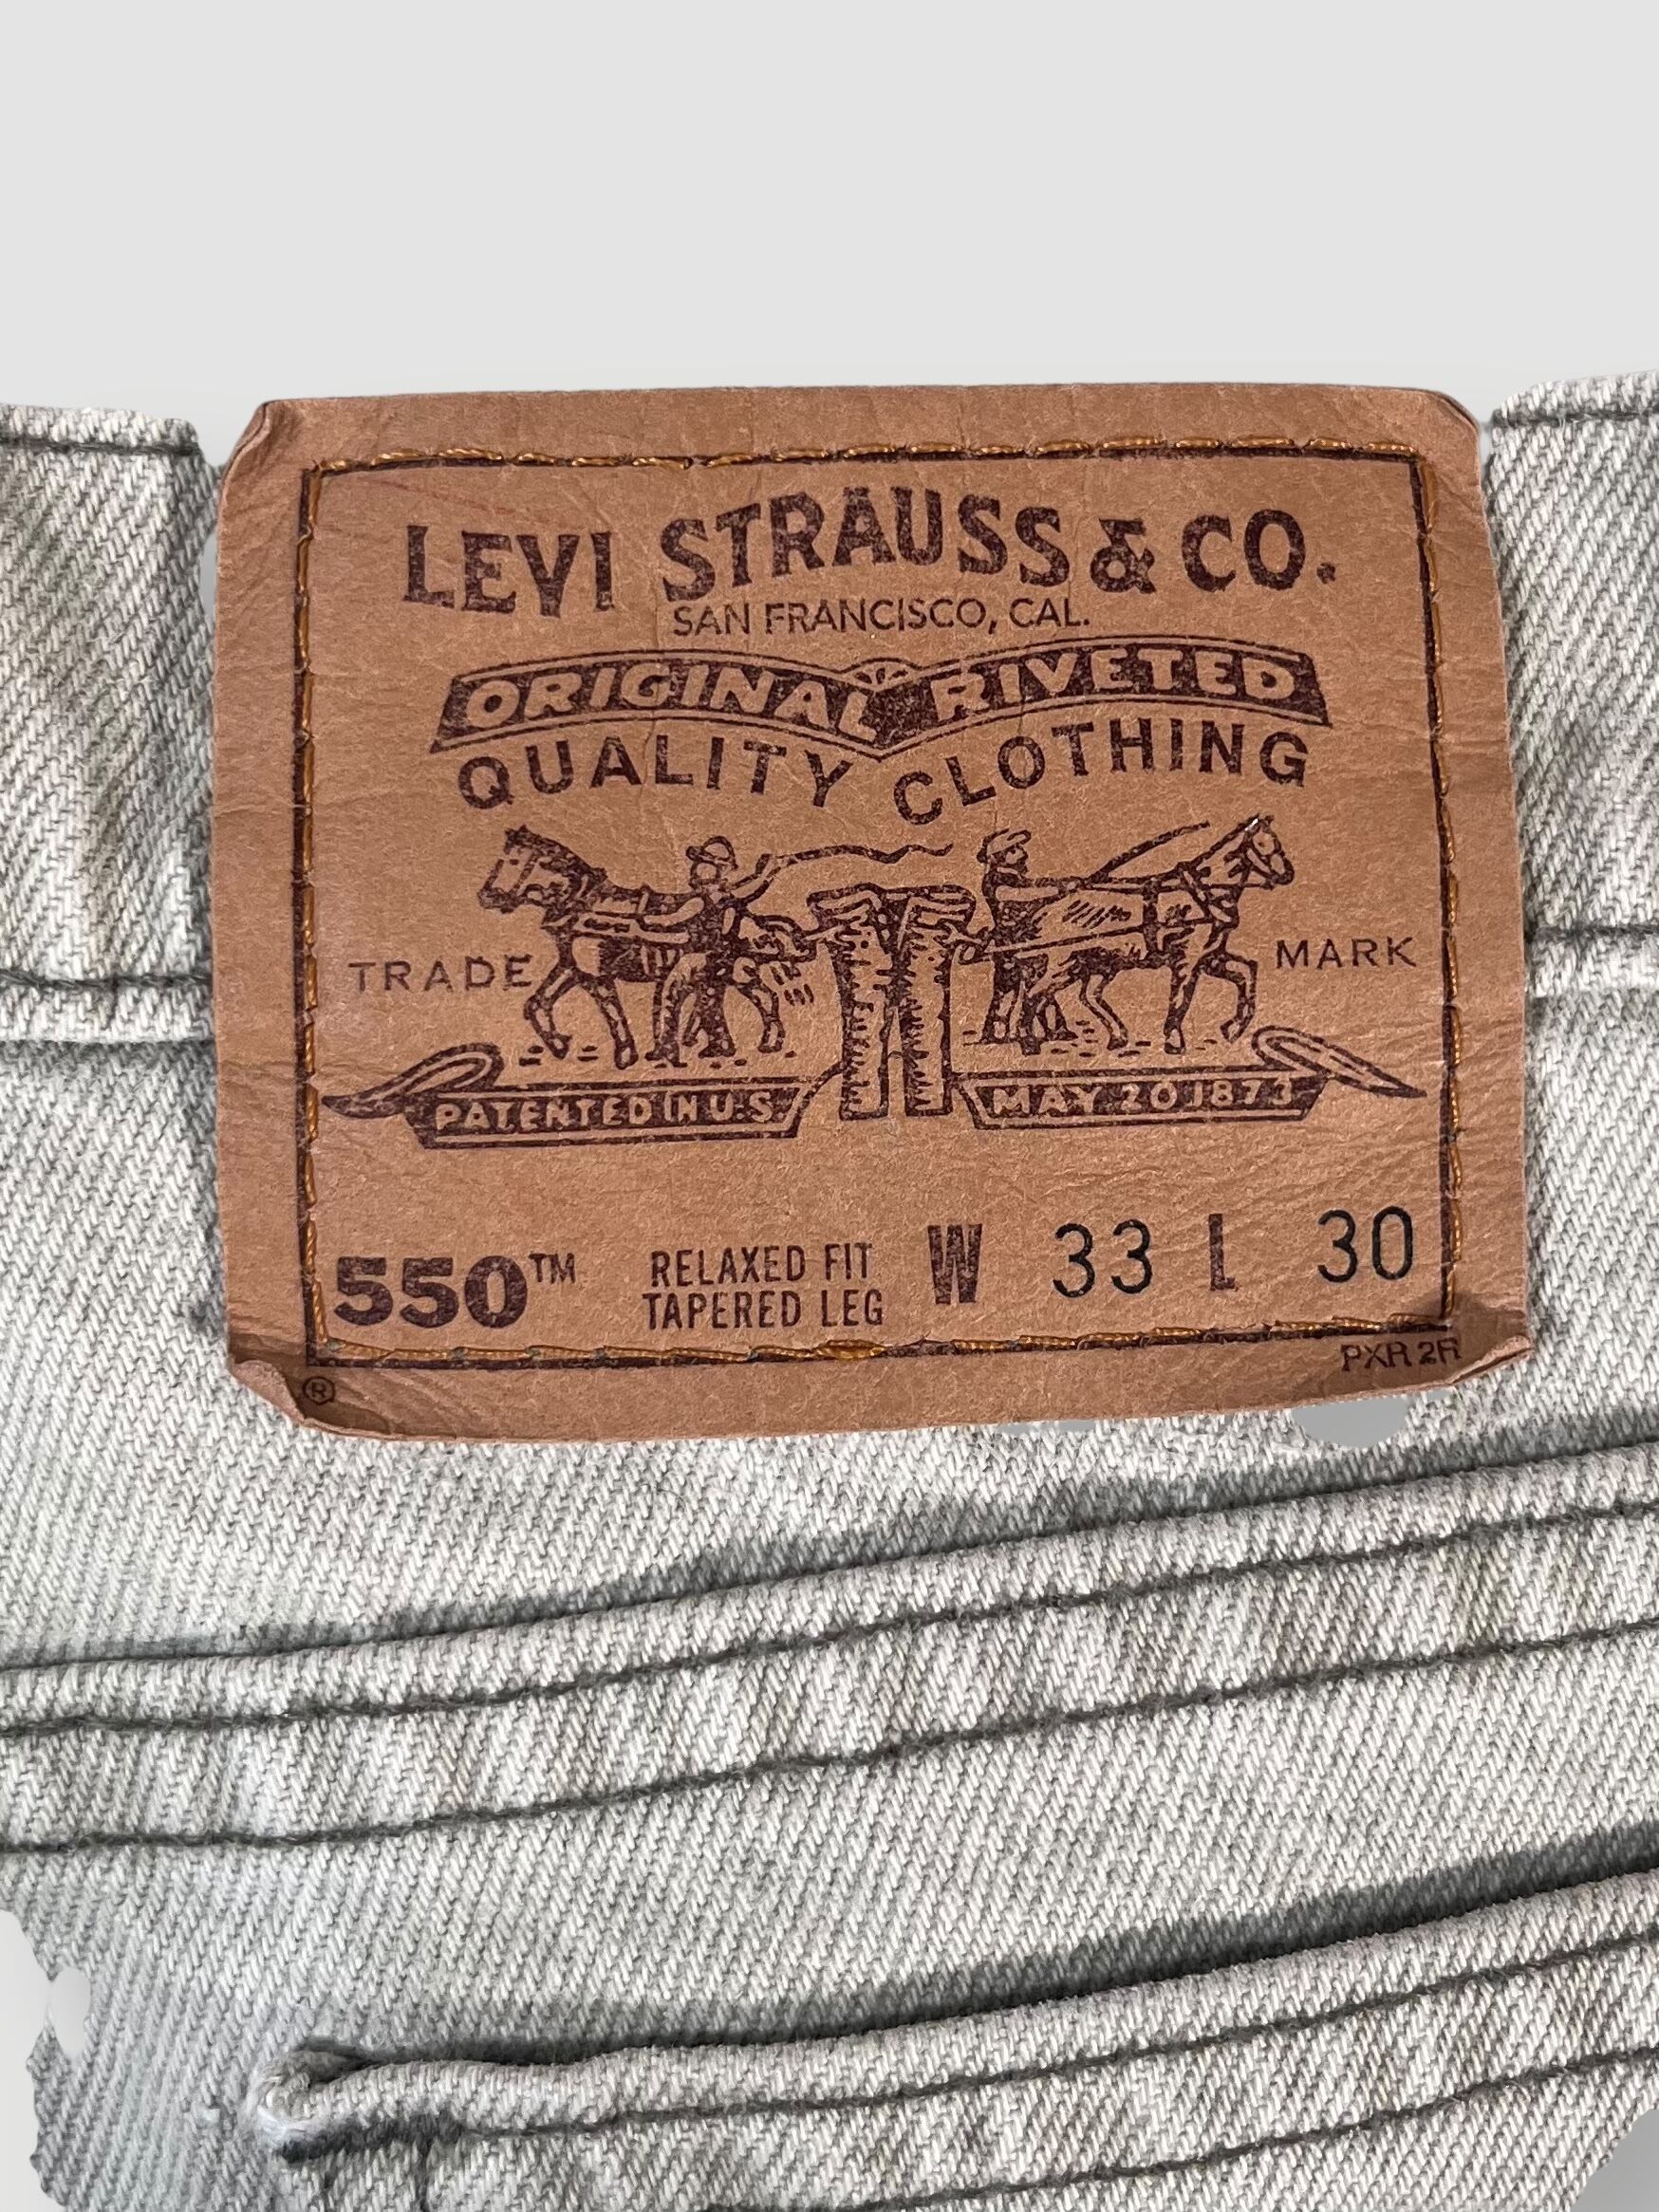 LEVI STRAUSS & CO.
SAN FRANCISCO, CAL.
ORIGINAL RIVETED
QUALITY CLOTHING
TRADE MARK
PATENTED IN U.S. MAY 20 1873
550™ RELAXED FIT W 33 L 30
TAPERED LEG
PXR 2R
®